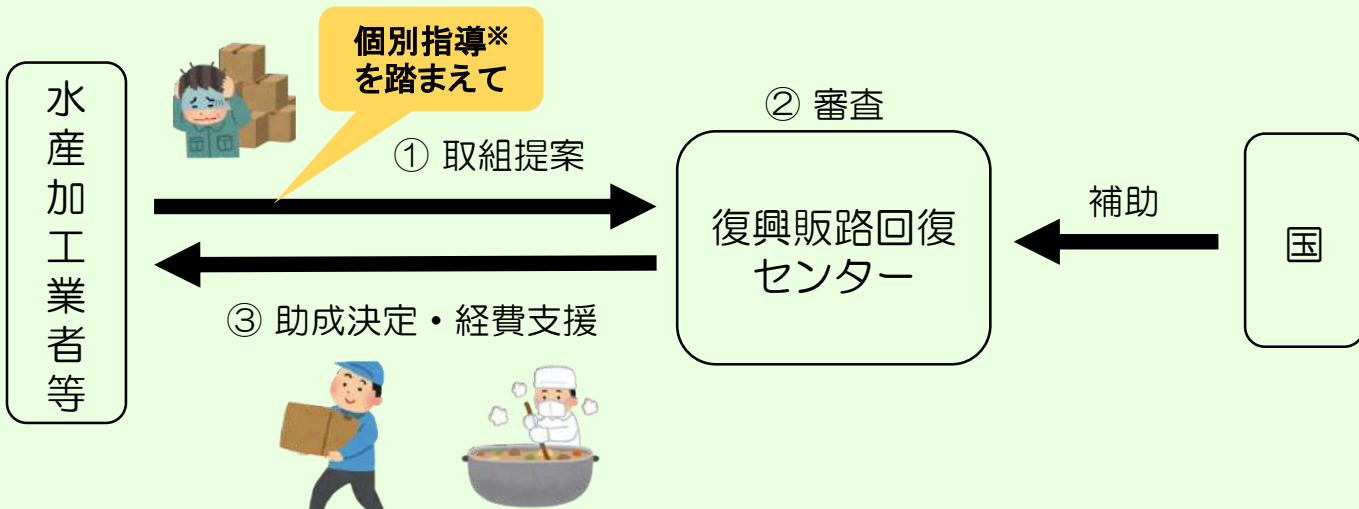 個別指導※
を踏まえて
水産加工業者等
① 取組提案
② 審査
復興販路回復
センター
補助
国
③ 助成決定・経費支援